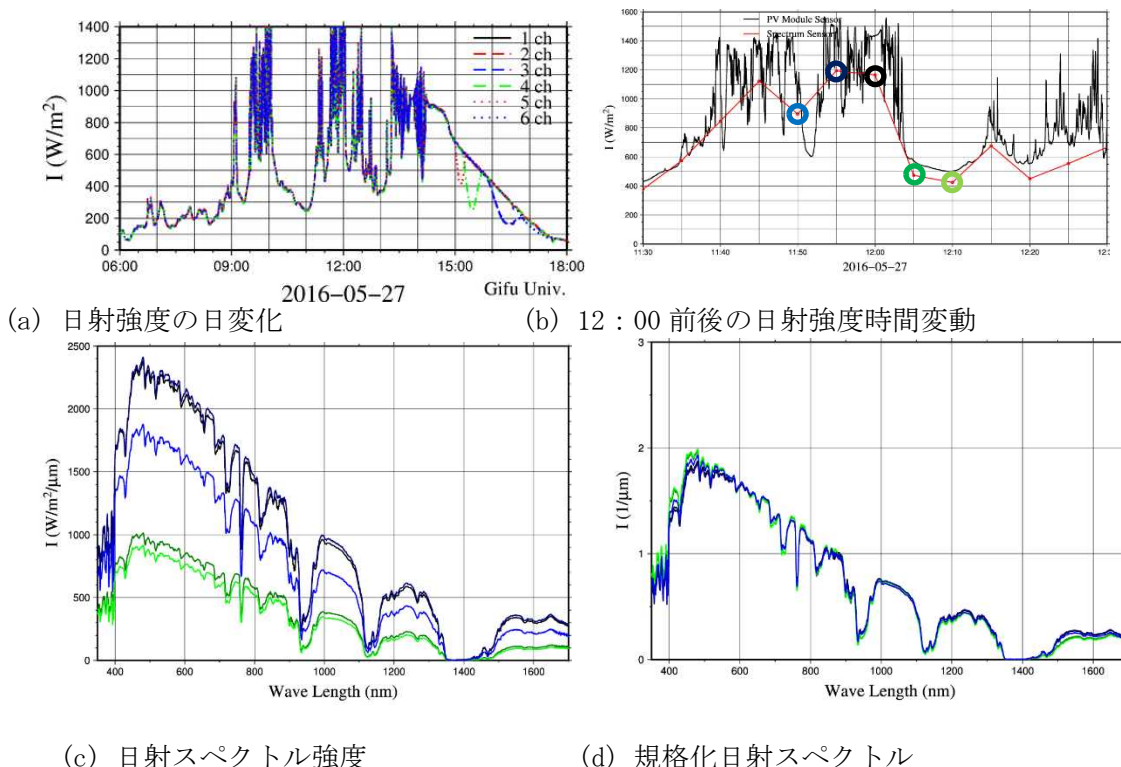 1400
1200
1000
800
600
400
200
0
I (W/m²)
1 ch
2 ch
3 ch
4 ch
5 ch
6 ch
06:00 09:00 12:00 15:00 18:00
2016−05−27
Gifu Univ.
1600
1400
1200
1000
800
600
400
200
0
I (W/m²)
PV Module Sensor
Spectrum Sensor
11:30 11:40 11:50 12:00 12:10 12:20
2016−05−27
(a) 日射強度の日変化
(b) 12：00 前後の日射強度時間変動
2500
2000
1500
1000
500
0
I (W/m²/μm)
400 600 800 1000 1200 1400 1600
Wave Length (nm)
3
2
1
0
I (1/μm)
400 600 800 1000 1200 1400 1600
Wave Length (nm)
(c) 日射スペクトル強度
(d) 規格化日射スペクトル